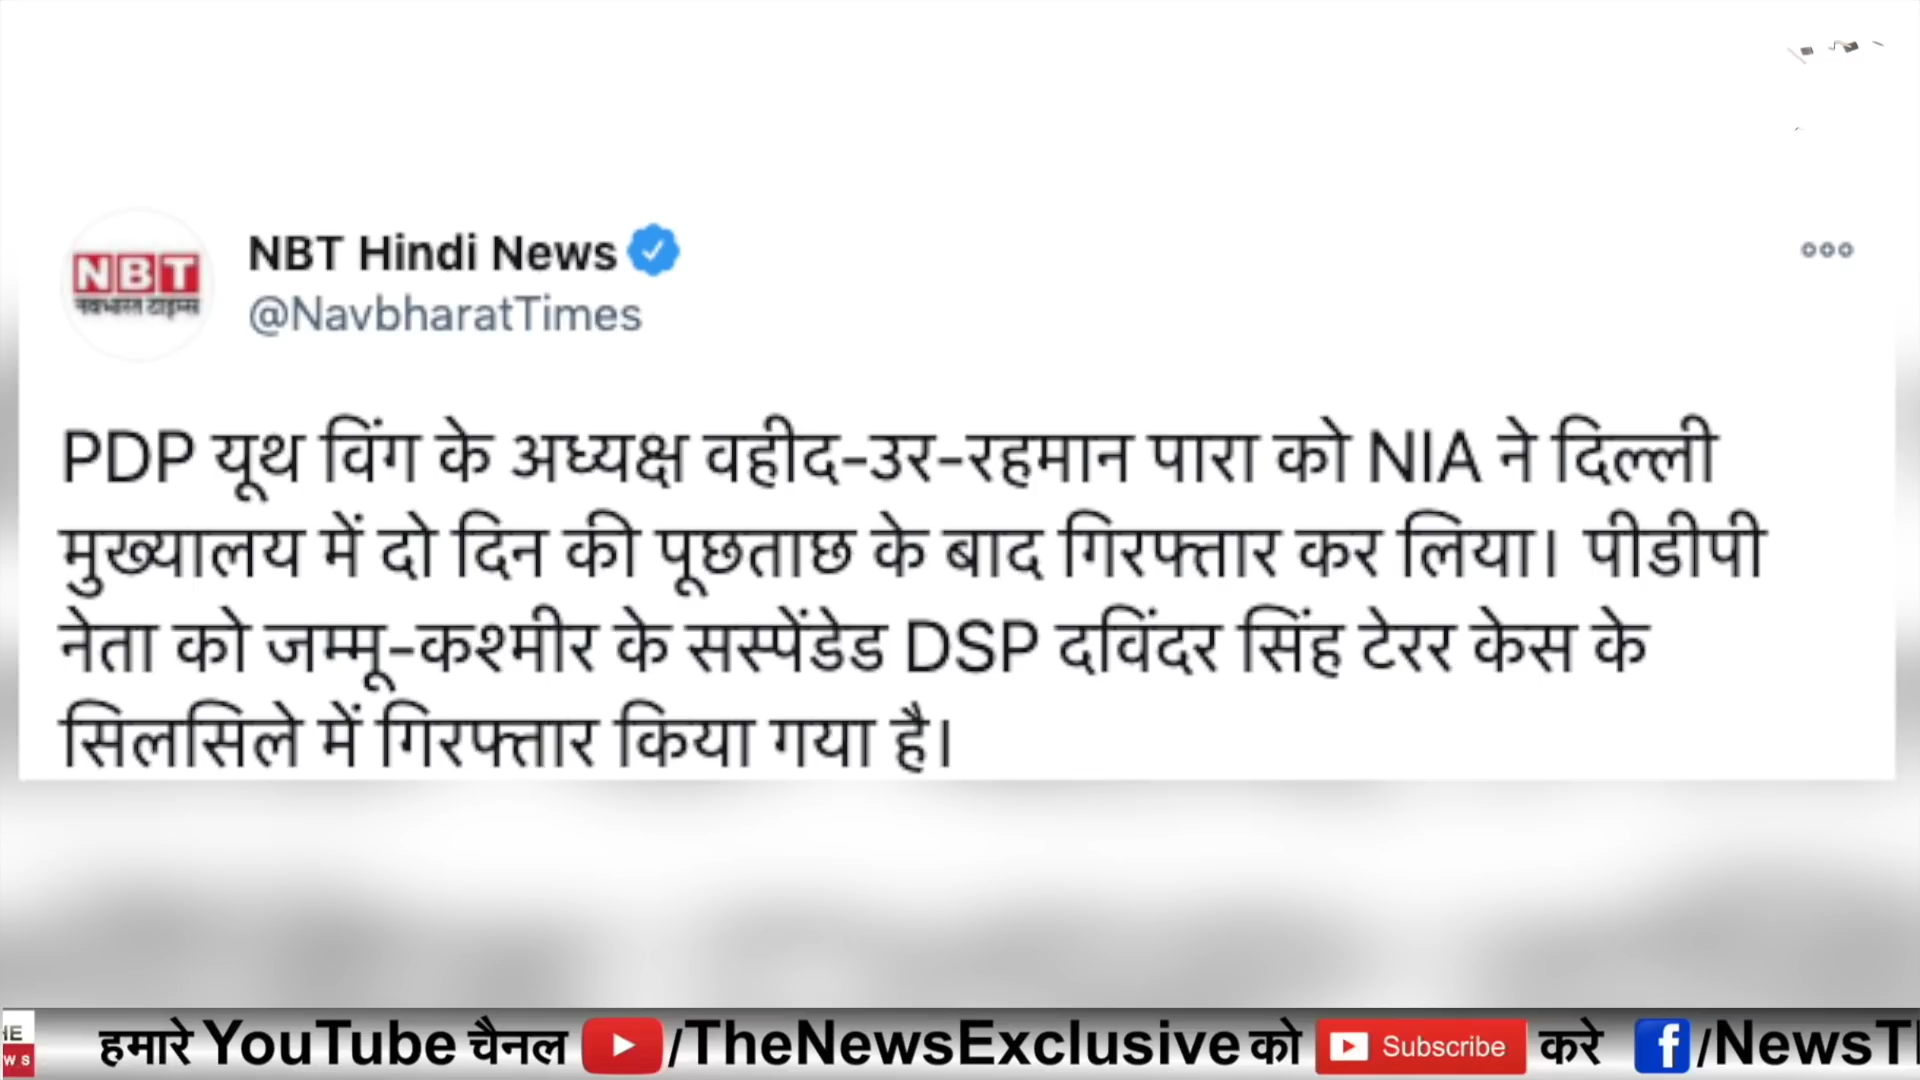 NBT
नवभारत टाइम्स
NBT Hindi News
@NavbharatTimes
PDP यूथ विंग के अध्यक्ष वहीद-उर-रहमान पारा को NIA ने दिल्ली
मुख्यालय में दो दिन की पूछताछ के बाद गिरफ्तार कर लिया। पीडीपी
नेता को जम्मू-कश्मीर के सस्पेंडेड DSP दविंदर सिंह टेरर केस के
सिलसिले में गिरफ्तार किया गया है।
हमारे YouTube चैनल /TheNewsExclusive को Subscribe करे /NewsT